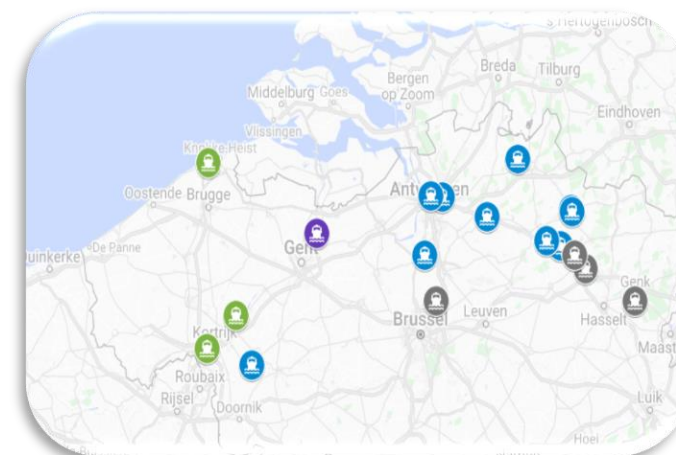 's Hertogenbosch
Breda
Tilburg
Bergen
op Zoom
Middelburg Goes
Eindhoven
Vlissingen
Knokke-Heist
Oostende Brugge
Antwerpen
De Panne
Gent
Genk
Hasselt
Leuven
Brussel
Kortrijk
Roubaix
Rijsel
Doornik
Luik
Hoei